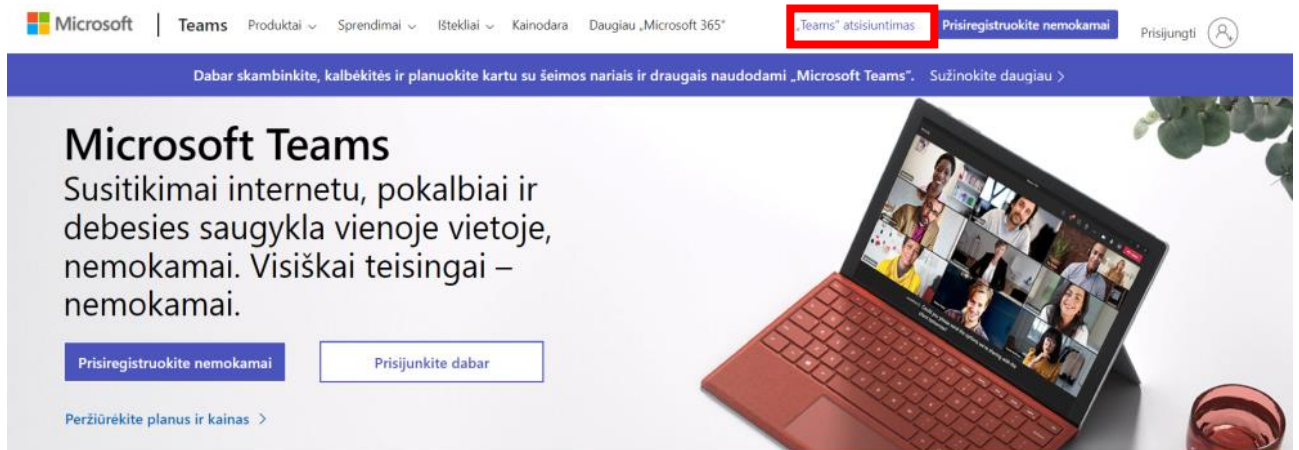 Microsoft Teams Produktai Sprendimai Ištekliai Kainodara Daugiau „Microsoft 365“ „Teams“ atsisiuntimas Prisiregistruokite nemokamai Prisijungti
Dabar skambinkite, kalbėkitės ir planuokite kartu su šeimos nariais ir draugais naudodami „Microsoft Teams“. Sužinokite daugiau >
Microsoft Teams
Susitikimai internetu, pokalbiai ir
debesies saugykla vienoje vietoje,
nemokamai. Visiškai teisingai –
nemokamai.
Prisiregistruokite nemokamai Prisijunkite dabar
Peržiūrėkite planus ir kainas >